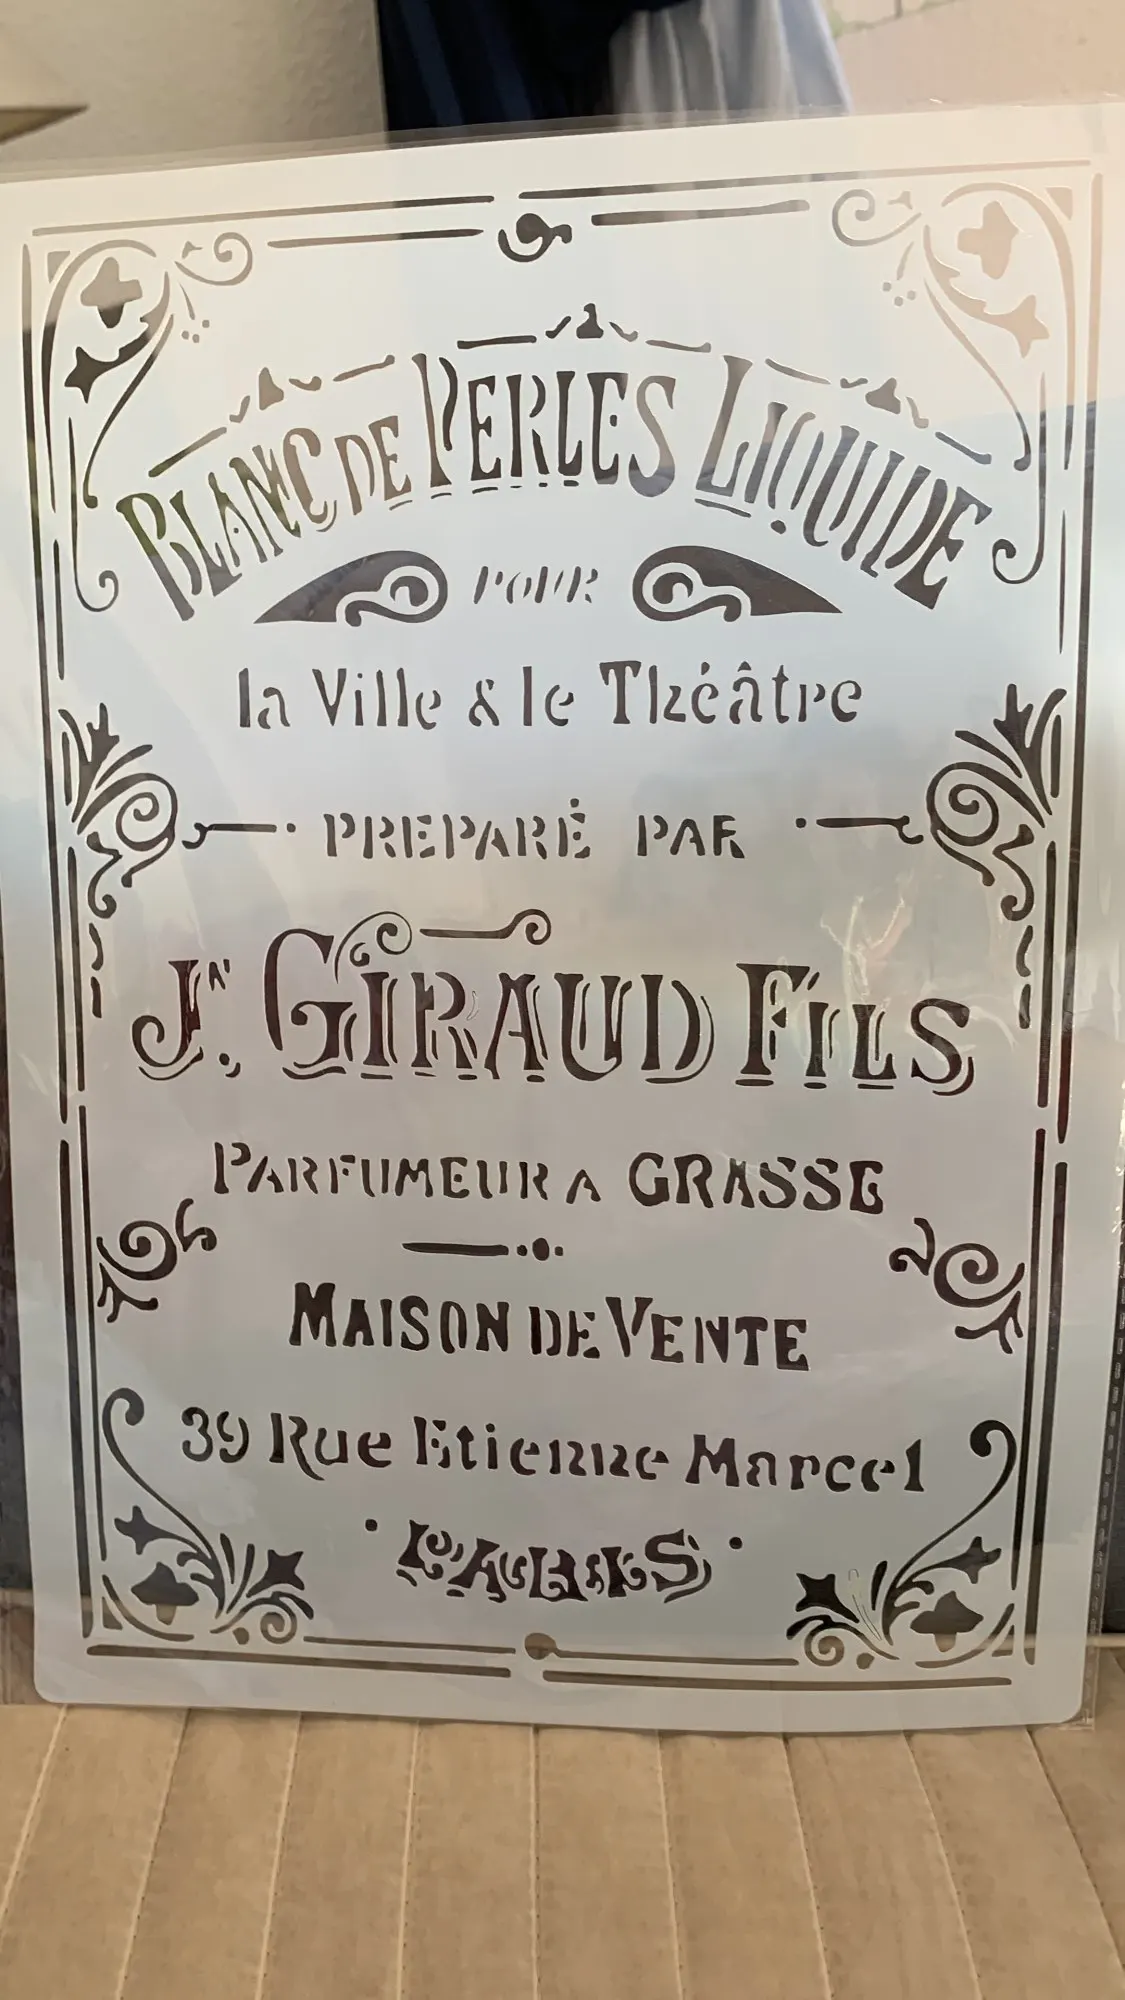 BLANC DE PERLES LIQUIDE
POUR
la Ville & le Théâtre
PREPARÉ PAR
JN. GIRAUD FILS
PARFUMEUR A GRASSE
MAISON DE VENTE
39 Rue Etienne Marcel